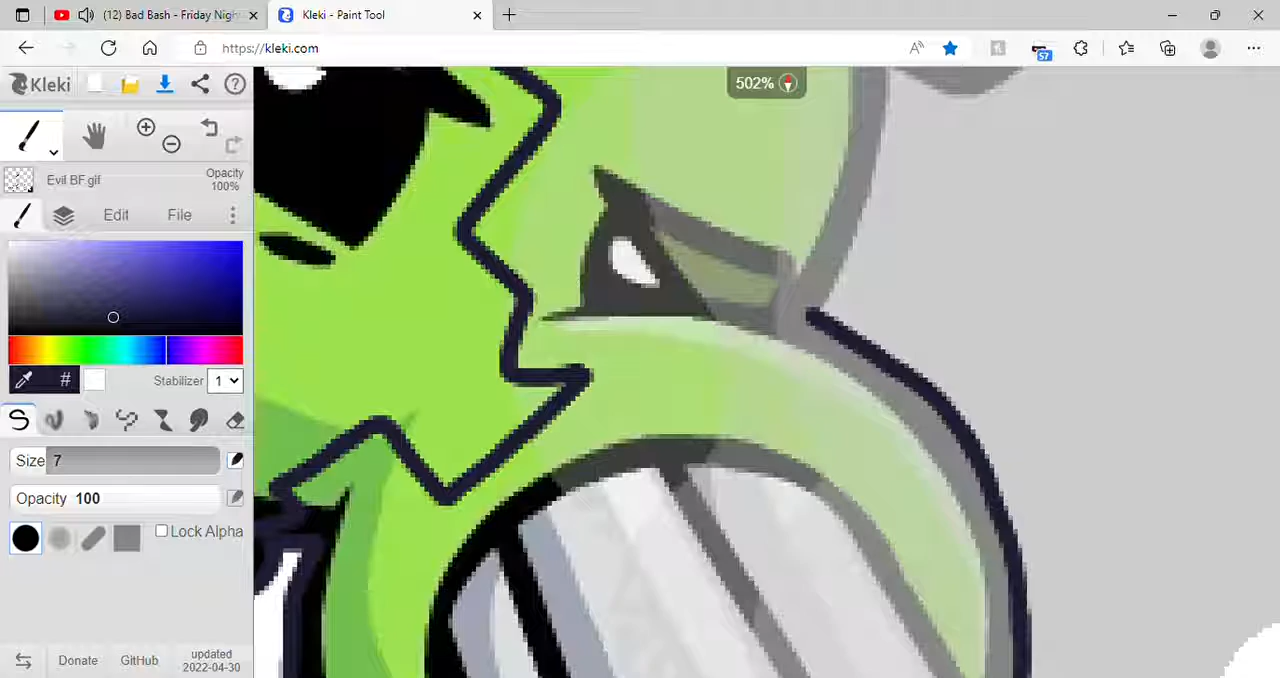 (12) Bad Bash - Friday Nigh
Kleki - Paint Tool
https://kleki.com
57
Kleki
502%
Evil BF.gif
Opacity
100%
Edit
File
#
Stabilizer
1
Size 7
Opacity 100
Lock Alpha
Donate
GitHub
updated
2022-04-30